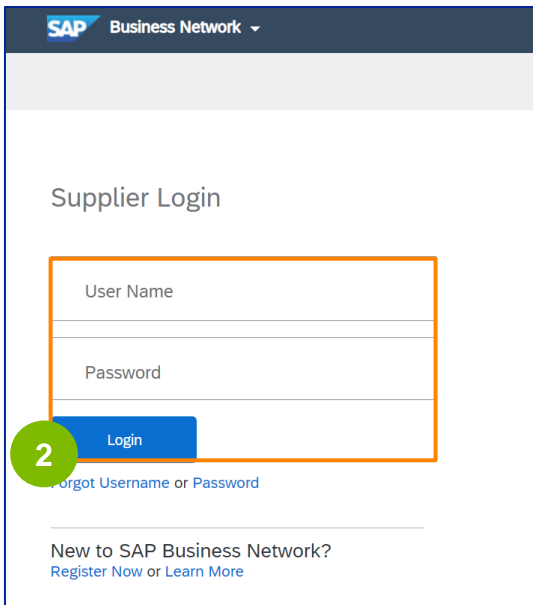 SAP Business Network
Supplier Login
User Name
Password
Login
2
Forgot Username or Password
New to SAP Business Network?
Register Now or Learn More